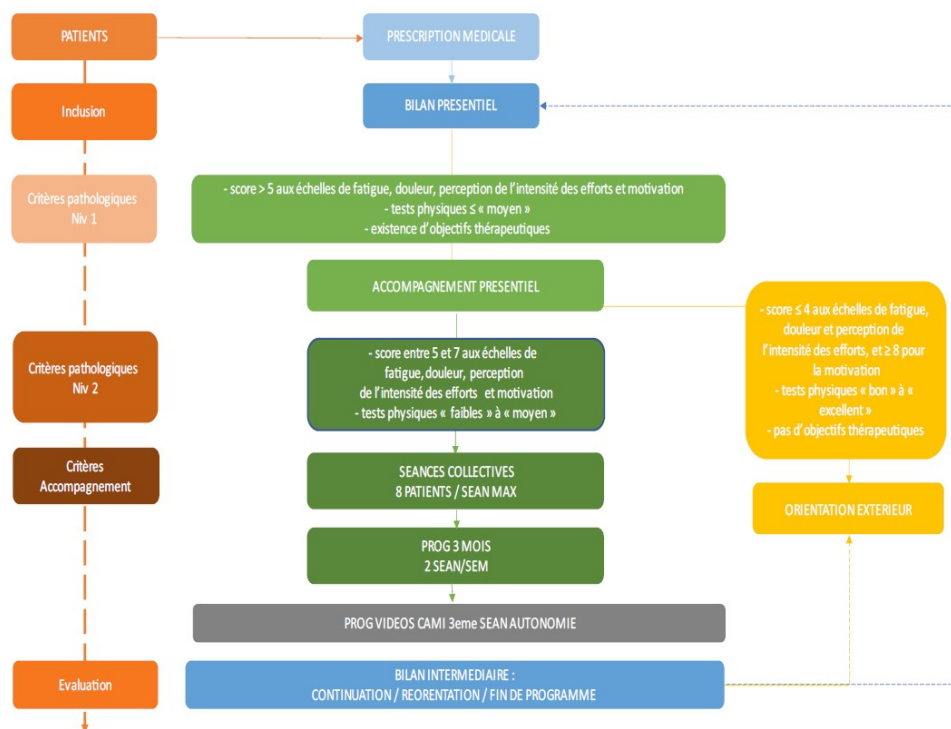 PATIENTS
PRESCRIPTION MEDICALE
Inclusion
BILAN PRESENTIEL
Critères pathologiques
Niv 1
- score > 5 aux échelles de fatigue, douleur, perception de l'intensité des efforts et motivation
- tests physiques ≤ « moyen »
- existence d'objectifs thérapeutiques
ACCOMPAGNEMENT PRESENTIEL
- score ≤ 4 aux échelles de fatigue,
douleur et perception de
l'intensité des efforts, et ≥ 8 pour
la motivation
- tests physiques « bon » à «
excellent »
- pas d'objectifs thérapeutiques
Critères pathologiques
Niv 2
- score entre 5 et 7 aux échelles de
fatigue, douleur, perception
de l'intensité des efforts et motivation
- tests physiques « faibles » à « moyen »
Critères
Accompagnement
SEANCES COLLECTIVES
8 PATIENTS / SEAN MAX
ORIENTATION EXTERIEUR
PROG 3 MOIS
2 SEAN/SEM
PROG VIDEOS CAMI 3eme SEAN AUTONOMIE
Evaluation
BILAN INTERMEDIAIRE :
CONTINUATION / REORENTATION / FIN DE PROGRAMME